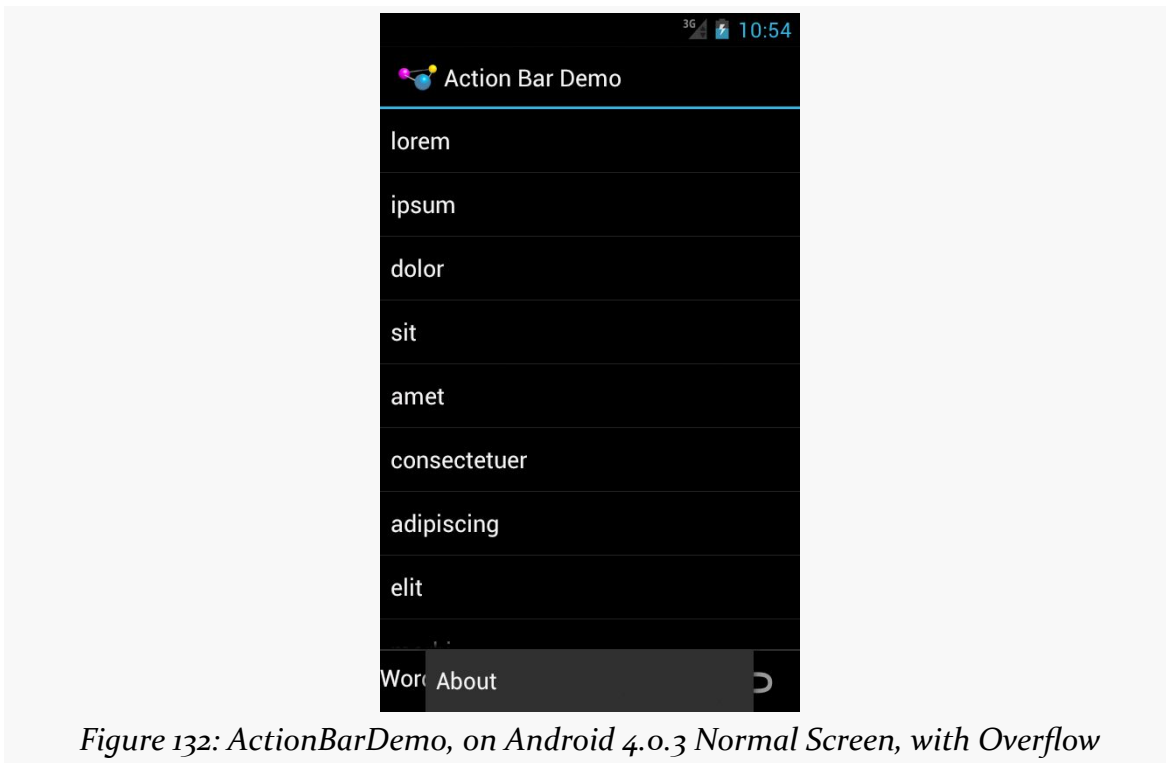 3G 10:54
Action Bar Demo
lorem
ipsum
dolor
sit
amet
consectetuer
adipiscing
elit
About
Figure 132: ActionBarDemo, on Android 4.0.3 Normal Screen, with Overflow